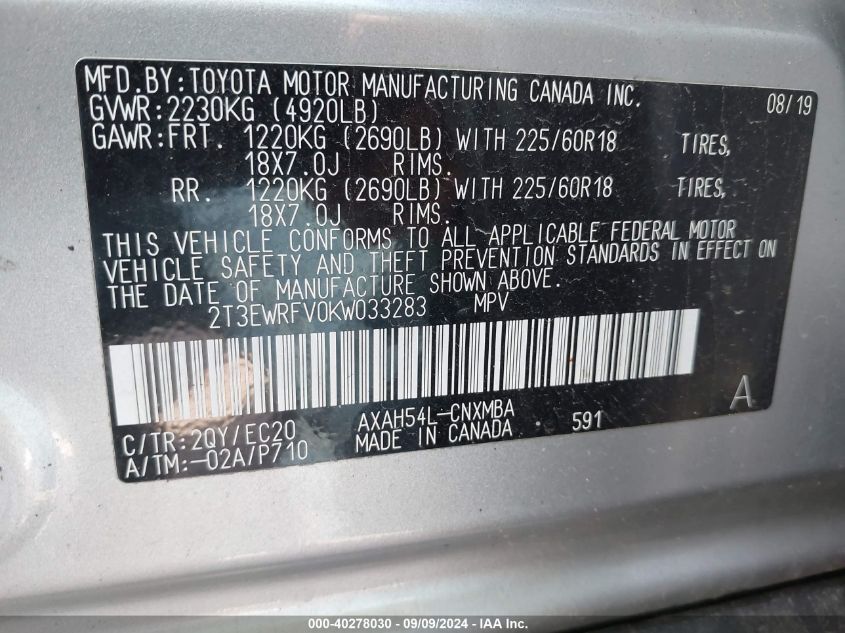 MFD.BY:TOYOTA MOTOR MANUFACTURING CANADA INC. 08/19
GVWR:2230KG (4920LB)
GAWR:FRT. 1220KG (2690LB) WITH 225/60R18 TIRES,
18X7.0J RIMS.
RR. 1220KG (2690LB) WITH 225/60R18 TIRES,
18X7.0J RIMS.
THIS VEHICLE CONFORMS TO ALL APPLICABLE FEDERAL MOTOR
VEHICLE SAFETY AND THEFT PREVENTION STANDARDS IN EFFECT ON
THE DATE OF MANUFACTURE SHOWN ABOVE.
2T3EWRFV0KW033283 MPV
A
C/TR:2QY/EC20 AXAH54L-CNXMBA 591
A/TM:-02A/P710 MADE IN CANADA
000-40278030 - 09/09/2024 - IAA Inc.